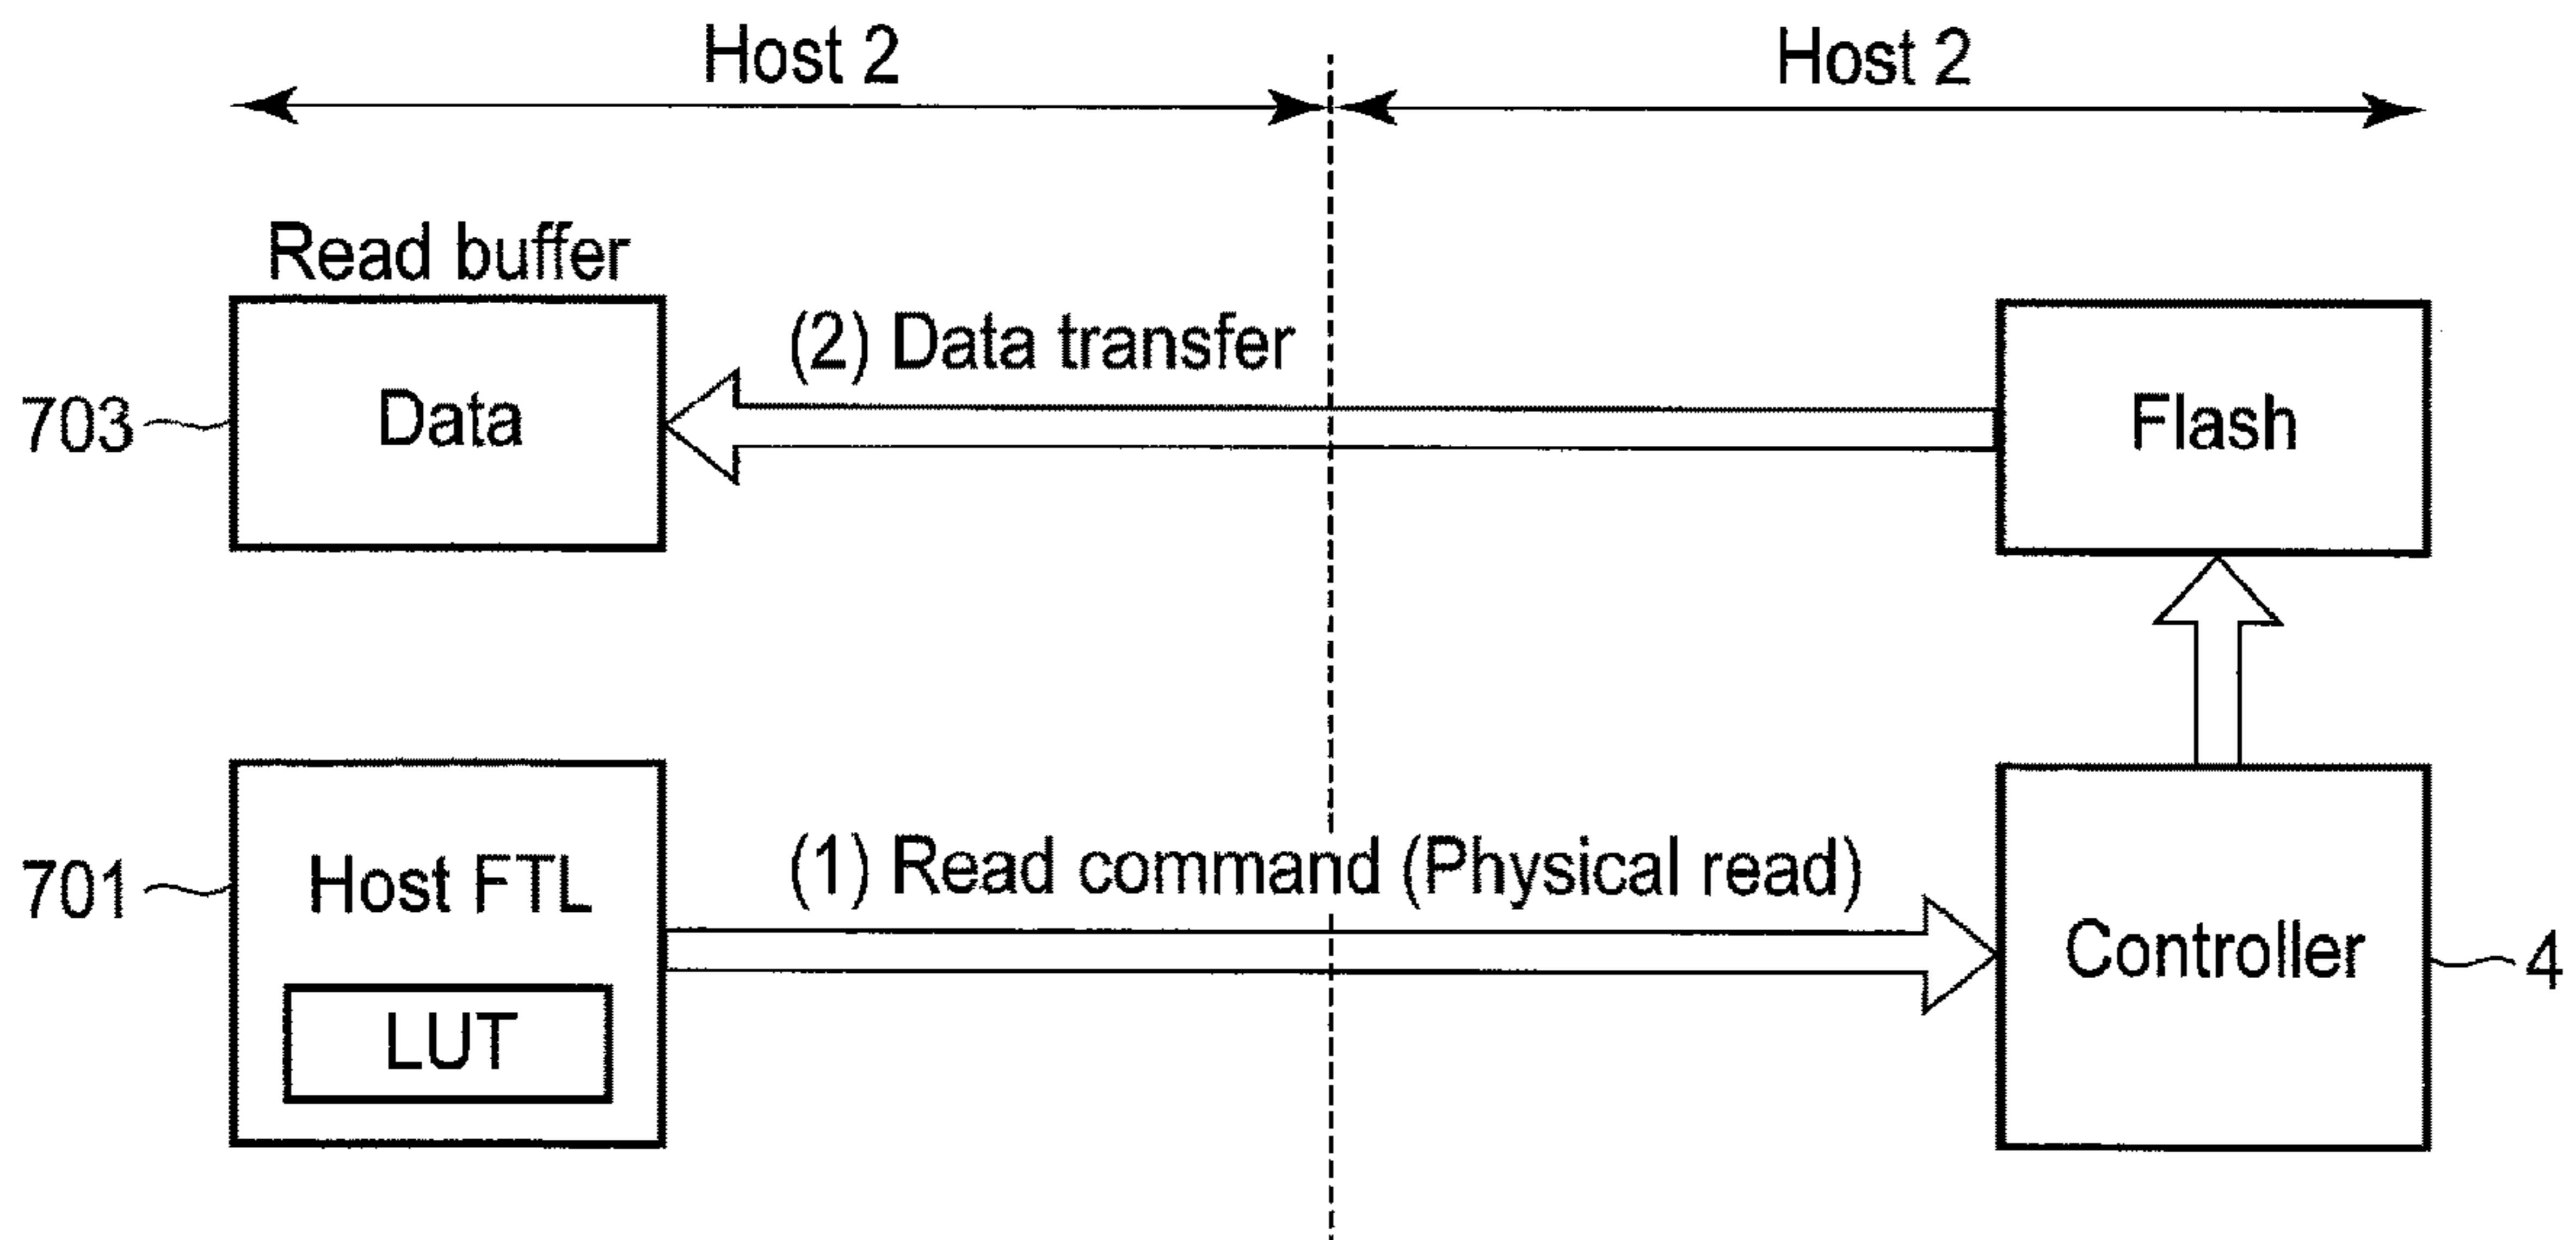 Host 2
Host 2
Read buffer
(2) Data transfer
703
Data
Flash
701
Host FTL
(1) Read command (Physical read)
LUT
Controller
4